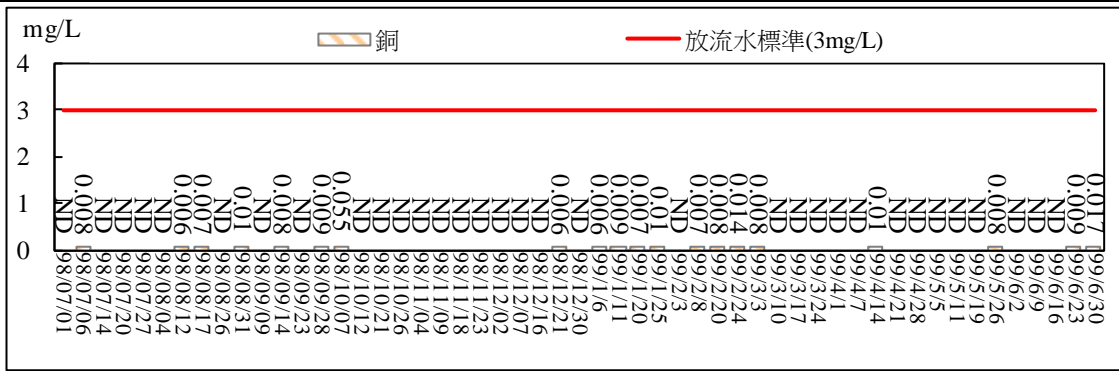 mg/L
銅
放流水標準(3mg/L)
4
3
2
1
0
ND
0.008
ND
ND
ND
ND
0.006
0.007
ND
0.01
ND
0.008
ND
0.009
0.055
ND
ND
ND
ND
ND
ND
ND
ND
ND
ND
0.006
ND
0.006
0.009
0.007
0.01
ND
0.007
0.008
0.014
0.008
ND
ND
ND
ND
ND
0.01
ND
ND
ND
ND
ND
0.008
ND
ND
ND
0.009
0.017
98/07/01
98/07/06
98/07/14
98/07/20
98/07/27
98/08/04
98/08/12
98/08/17
98/08/26
98/08/31
98/09/09
98/09/14
98/09/21
98/09/28
98/10/07
98/10/12
98/10/21
98/10/26
98/11/04
98/11/09
98/11/18
98/11/23
98/12/02
98/12/07
98/12/16
98/12/21
98/12/30
99/1/6
99/1/11
99/1/20
99/1/25
99/2/3
99/2/8
99/2/20
99/2/24
99/3/3
99/3/10
99/3/17
99/3/24
99/4/1
99/4/7
99/4/14
99/4/21
99/4/28
99/5/5
99/5/11
99/5/19
99/5/26
99/6/2
99/6/9
99/6/16
99/6/23
99/6/30